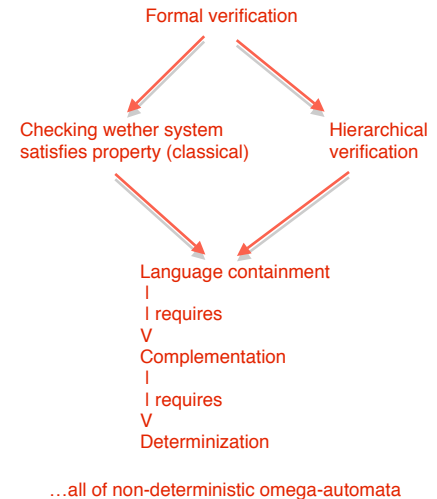 Formal verification
Checking wether system
satisfies property (classical)
Hierarchical
verification
Language containment
I
I requires
V
Complementation
I
I requires
V
Determinization
…all of non-deterministic omega-automata